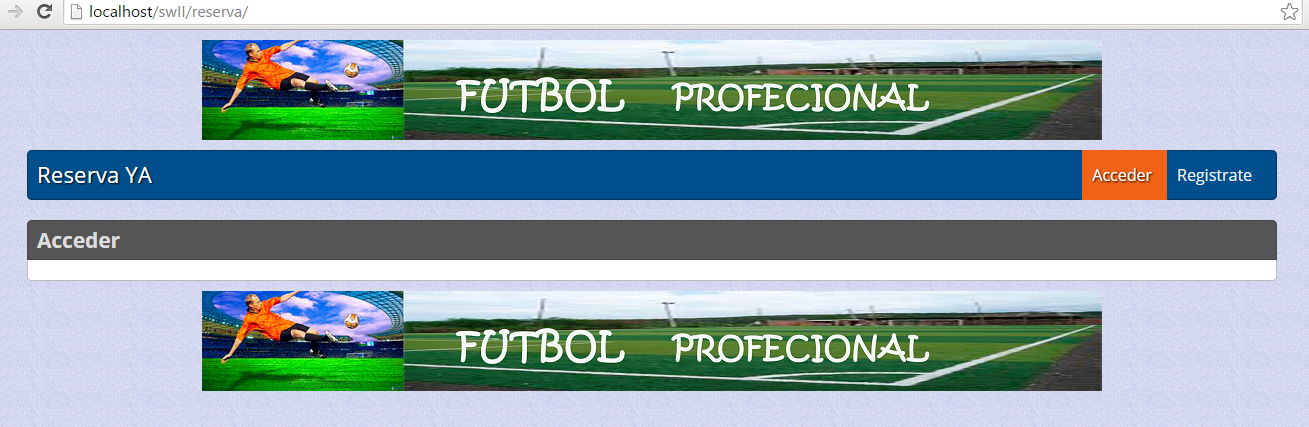 localhost/swII/reserva/
FUTBOL PROFECIONAL
Reserva YA Acceder Registrate
Acceder
FUTBOL PROFECIONAL